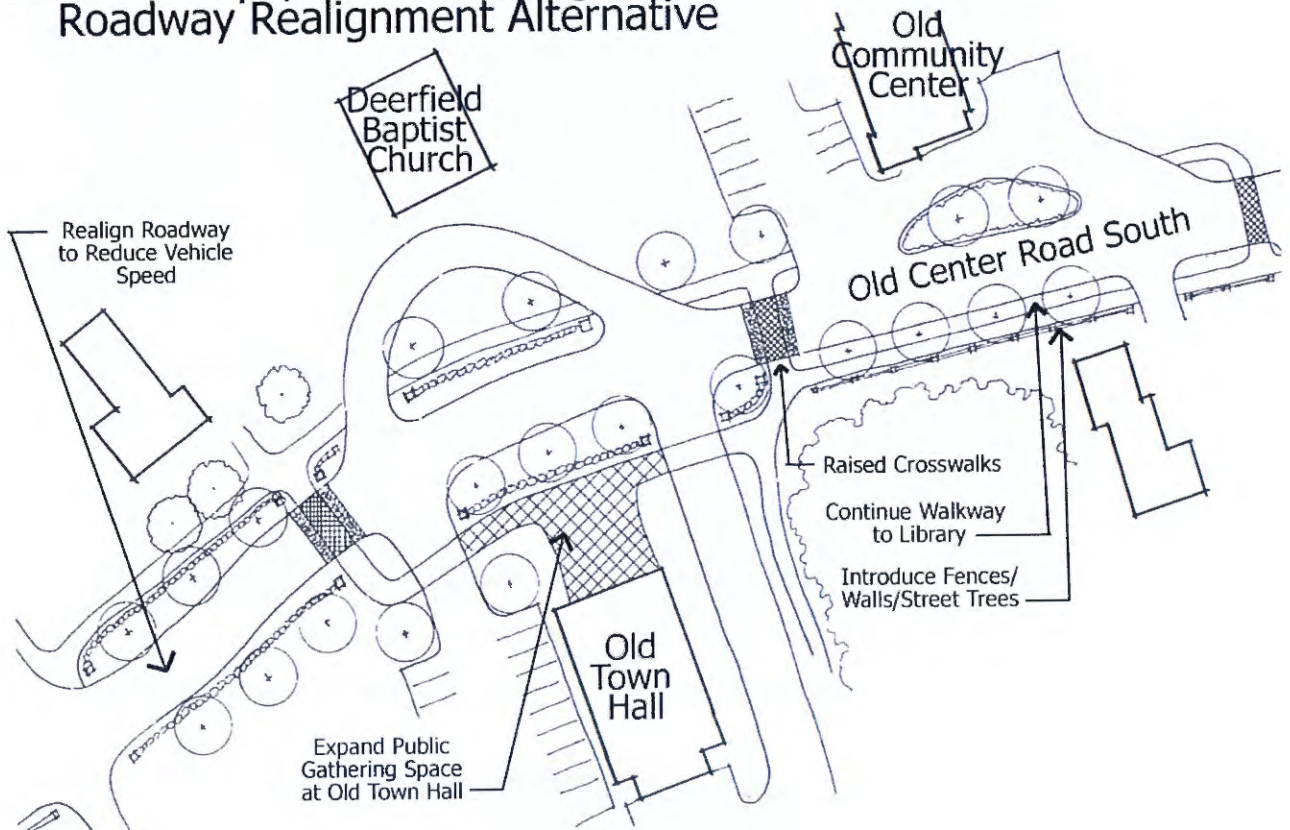 Roadway Realignment Alternative
Old
Community
Center
Deerfield
Baptist
Church
Realign Roadway
to Reduce Vehicle
Speed
Old Center Road South
Raised Crosswalks
Continue Walkway
to Library
Introduce Fences/
Walls/Street Trees
Old
Town
Hall
Expand Public
Gathering Space
at Old Town Hall